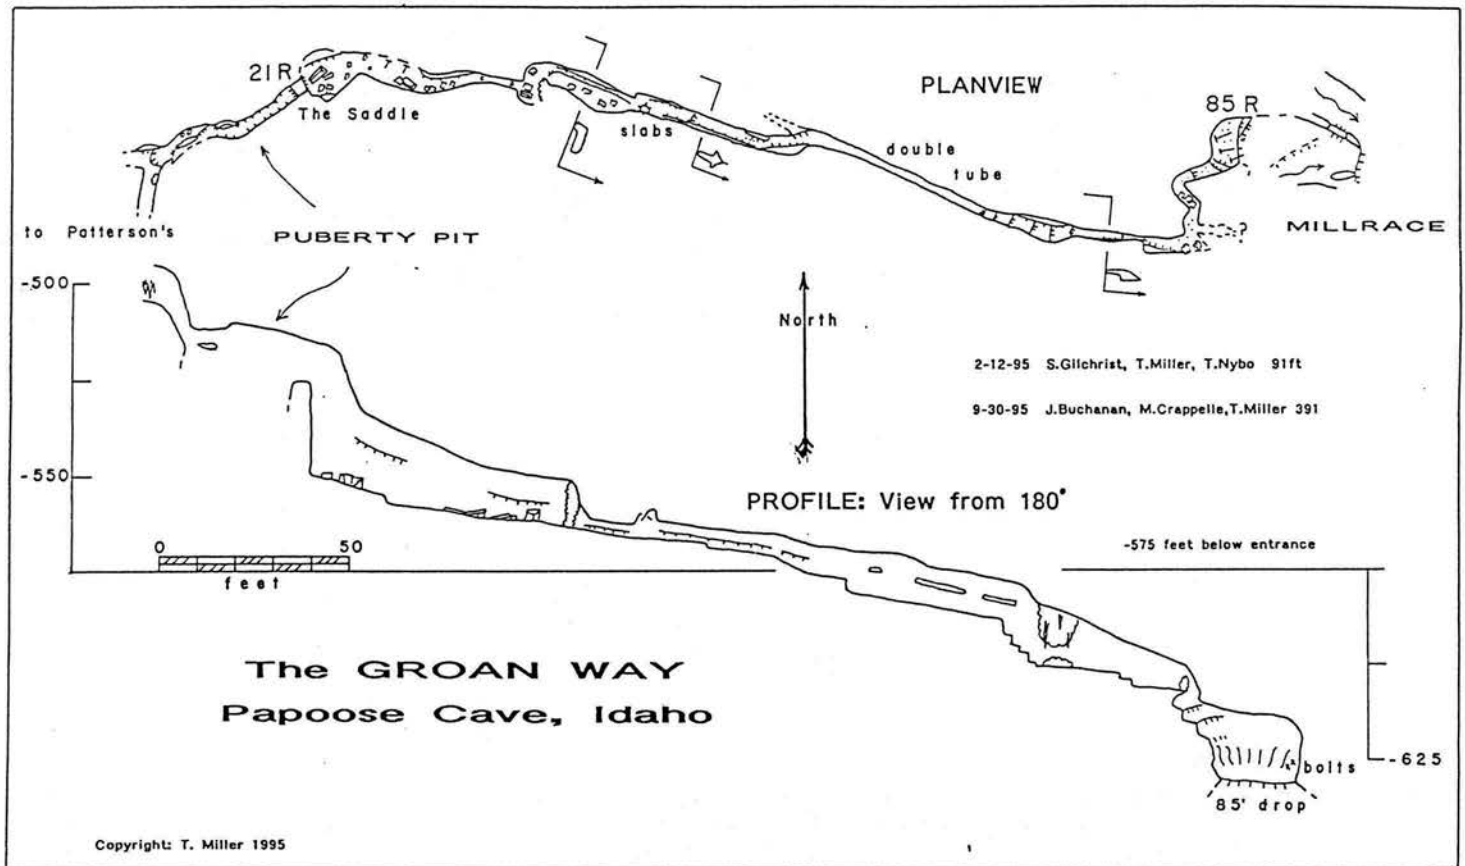 PLANVIEW
21 R
The Saddle
slabs
double
tube
85 R
?
to Patterson's
PUBERTY PIT
MILLRACE
-500
North
2-12-95 S.Gilchrist, T.Miller, T.Nybo 91ft
9-30-95 J.Buchanan, M.Crappelle,T.Miller 391
-550
PROFILE: View from 180°
-575 feet below entrance
0 50
feet
The GROAN WAY
Papoose Cave, Idaho
bolts
-625
85' drop
Copyright: T. Miller 1995